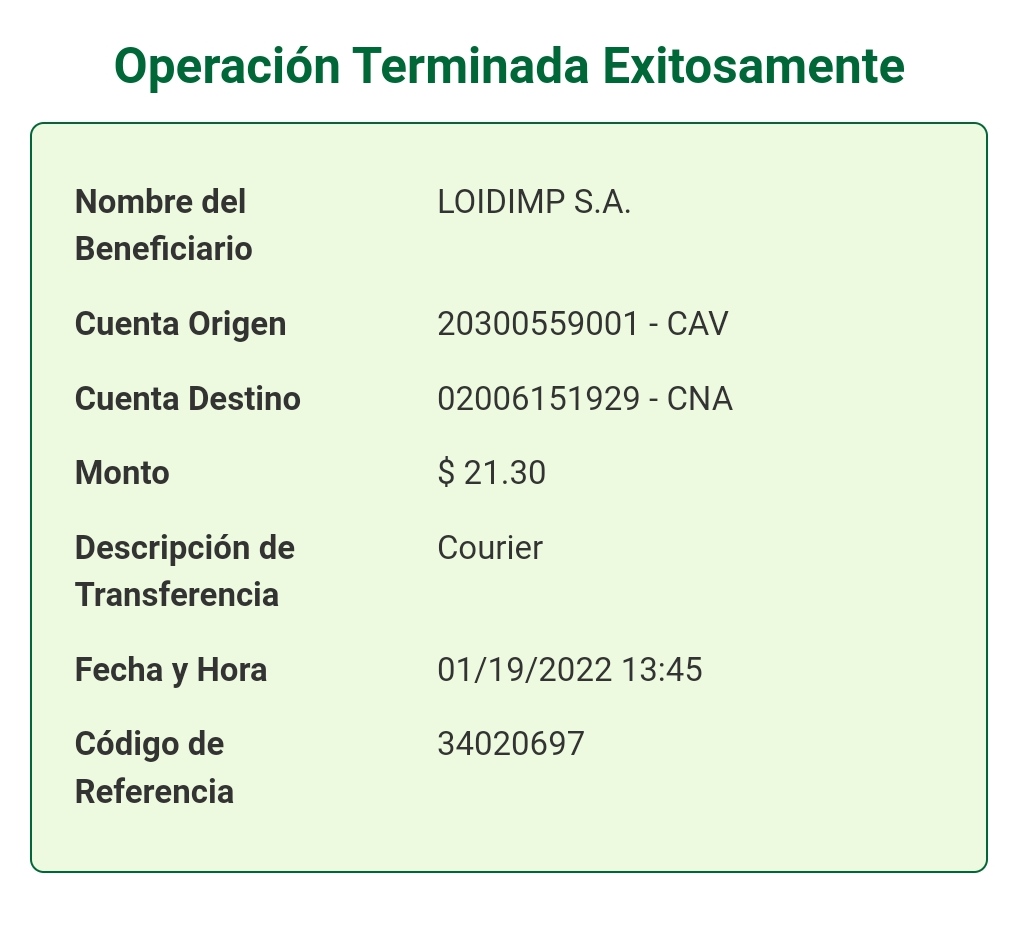 Operación Terminada Exitosamente
Nombre del LOIDIMP S.A.
Beneficiario
Cuenta Origen 20300559001 - CAV
Cuenta Destino 02006151929 - CNA
Monto $ 21.30
Descripción de Courier
Transferencia
Fecha y Hora 01/19/2022 13:45
Código de 34020697
Referencia